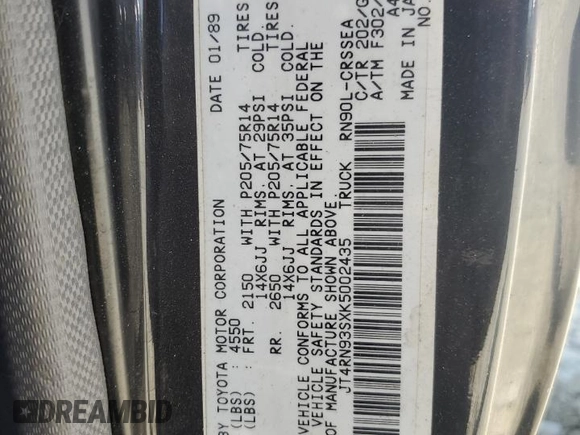 BY TOYOTA MOTOR CORPORATION DATE 01/89
(LBS) : 4550
(LBS) : FRT. 2150 WITH P205/75R14 TIRES
14X6JJ RIMS, AT 29PSI COLD.
RR. 2650 WITH P205/75R14 TIRES
14X6JJ RIMS, AT 35PSI COLD.
VEHICLE CONFORMS TO ALL APPLICABLE FEDERAL
VEHICLE SAFETY STANDARDS IN EFFECT ON THE
OF MANUFACTURE SHOWN ABOVE.
JT4RN93SXK5002435 TRUCK RN90L-CRSSEA
C/TR 202/G
A/TM F302/
A4
MADE IN JA
NO.